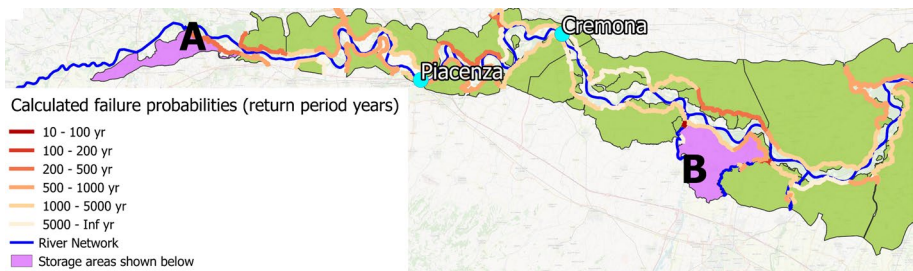 A
Cremona
Piacenza
Calculated failure probabilities (return period years)
10 - 100 yr
100 - 200 yr
200 - 500 yr
500 - 1000 yr
1000 - 5000 yr
5000 - Inf yr
River Network
Storage areas shown below
B